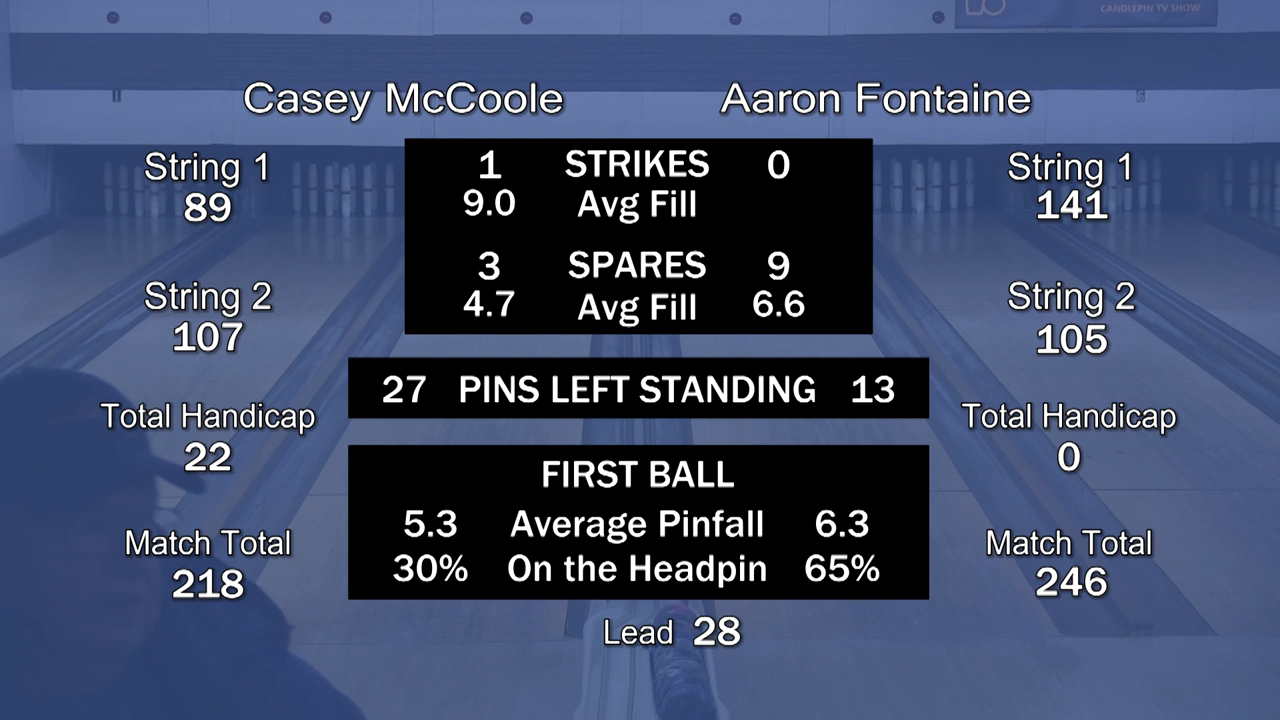 CANDLEPIN TV SHOW
Casey McCoole
Aaron Fontaine
String 1
89
String 2
107
Total Handicap
22
Match Total
218
1 STRIKES 0
9.0 Avg Fill
3 SPARES 9
4.7 Avg Fill 6.6
27 PINS LEFT STANDING 13
FIRST BALL
5.3 Average Pinfall 6.3
30% On the Headpin 65%
Lead 28
String 1
141
String 2
105
Total Handicap
0
Match Total
246